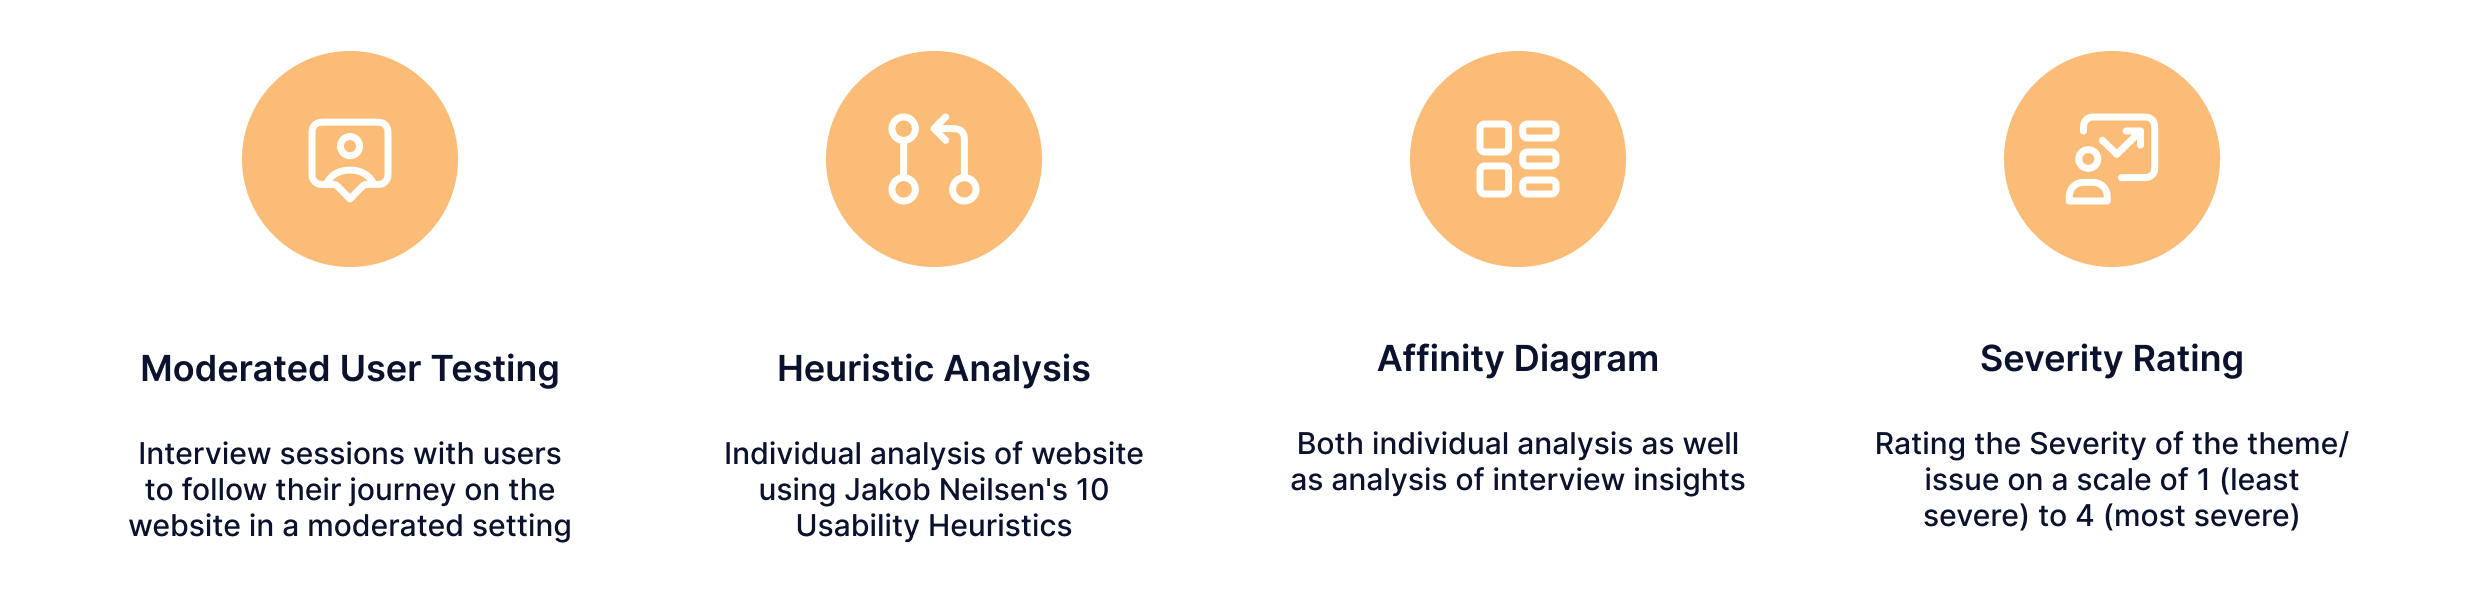 Moderated User Testing
Interview sessions with users
to follow their journey on the
website in a moderated setting
Heuristic Analysis
Individual analysis of website
using Jakob Neilsen's 10
Usability Heuristics
Affinity Diagram
Both individual analysis as well
as analysis of interview insights
Severity Rating
Rating the Severity of the theme/
issue on a scale of 1 (least
severe) to 4 (most severe)